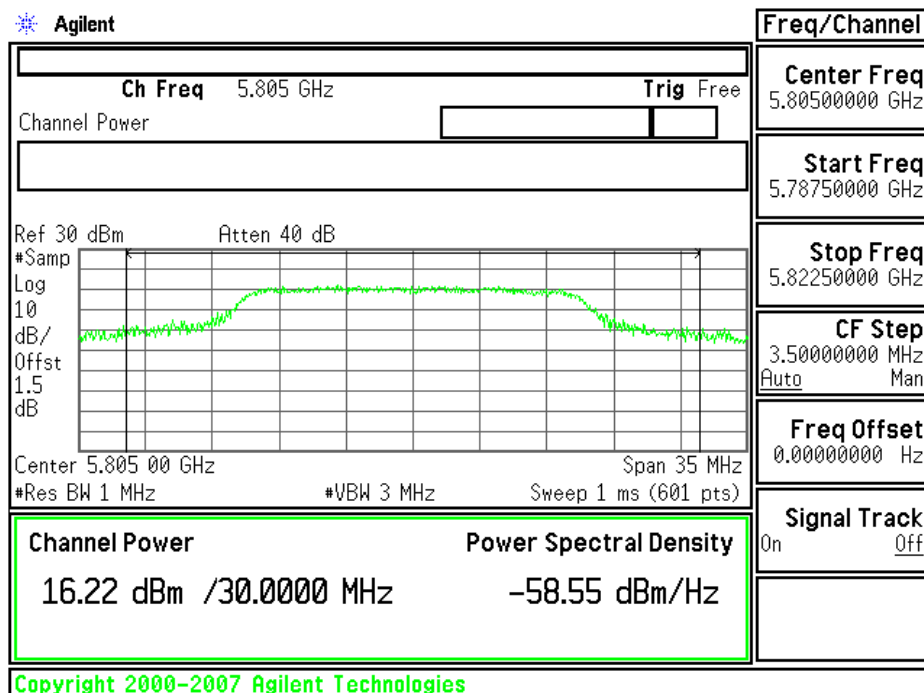 Agilent
Freq/Channel
Ch Freq 5.805 GHz Trig Free
Channel Power
Ref 30 dBm Atten 40 dB
#Samp
Log
10
dB/
Offst
1.5
dB
Center 5.805 00 GHz Span 35 MHz
#Res BW 1 MHz #VBW 3 MHz Sweep 1 ms (601 pts)
Channel Power Power Spectral Density
16.22 dBm /30.0000 MHz -58.55 dBm/Hz
Center Freq
5.80500000 GHz
Start Freq
5.78750000 GHz
Stop Freq
5.82250000 GHz
CF Step
3.50000000 MHz
Auto Man
Freq Offset
0.00000000 Hz
Signal Track
On Off
Copyright 2000-2007 Agilent Technologies